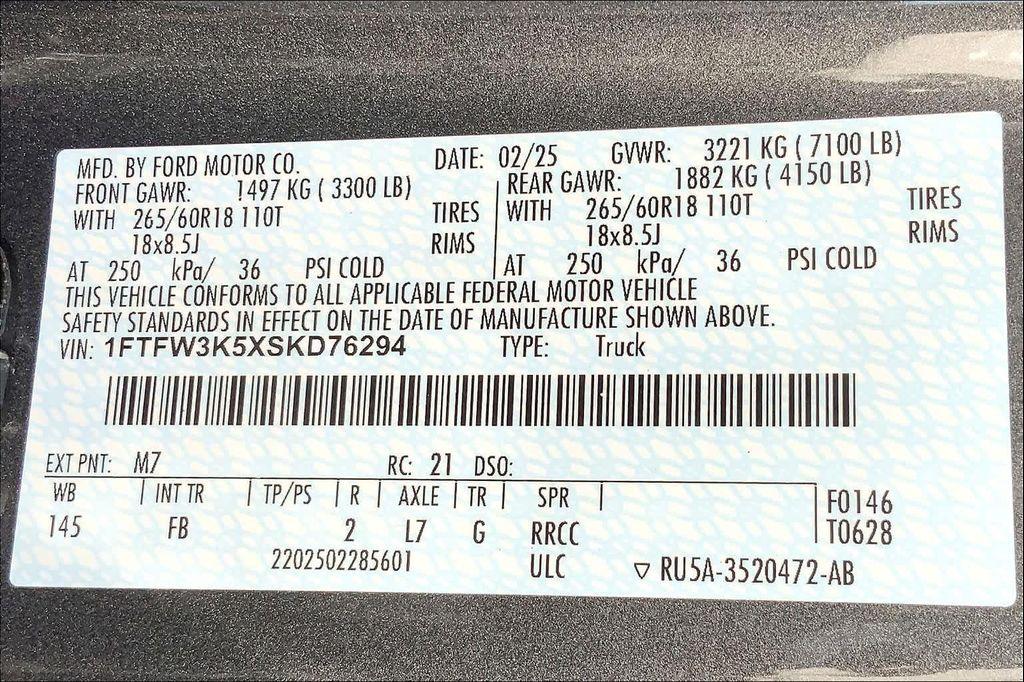 MFD. BY FORD MOTOR CO. DATE: 02/25 GVWR: 3221 KG ( 7100 LB)
FRONT GAWR: 1497 KG ( 3300 LB) REAR GAWR: 1882 KG ( 4150 LB)
WITH 265/60R18 110T TIRES WITH 265/60R18 110T TIRES
18x8.5J RIMS 18x8.5J RIMS
AT 250 kPa/ 36 PSI COLD AT 250 kPa/ 36 PSI COLD
THIS VEHICLE CONFORMS TO ALL APPLICABLE FEDERAL MOTOR VEHICLE
SAFETY STANDARDS IN EFFECT ON THE DATE OF MANUFACTURE SHOWN ABOVE.
VIN: 1FTFW3K5XSKD76294 TYPE: Truck
EXT PNT: M7 RC: 21 DSO:
WB INT TR TP/PS R AXLE TR SPR F0146
145 FB 2 L7 G RRCC T0628
2202502285601 ULC ▽ RU5A-3520472-AB